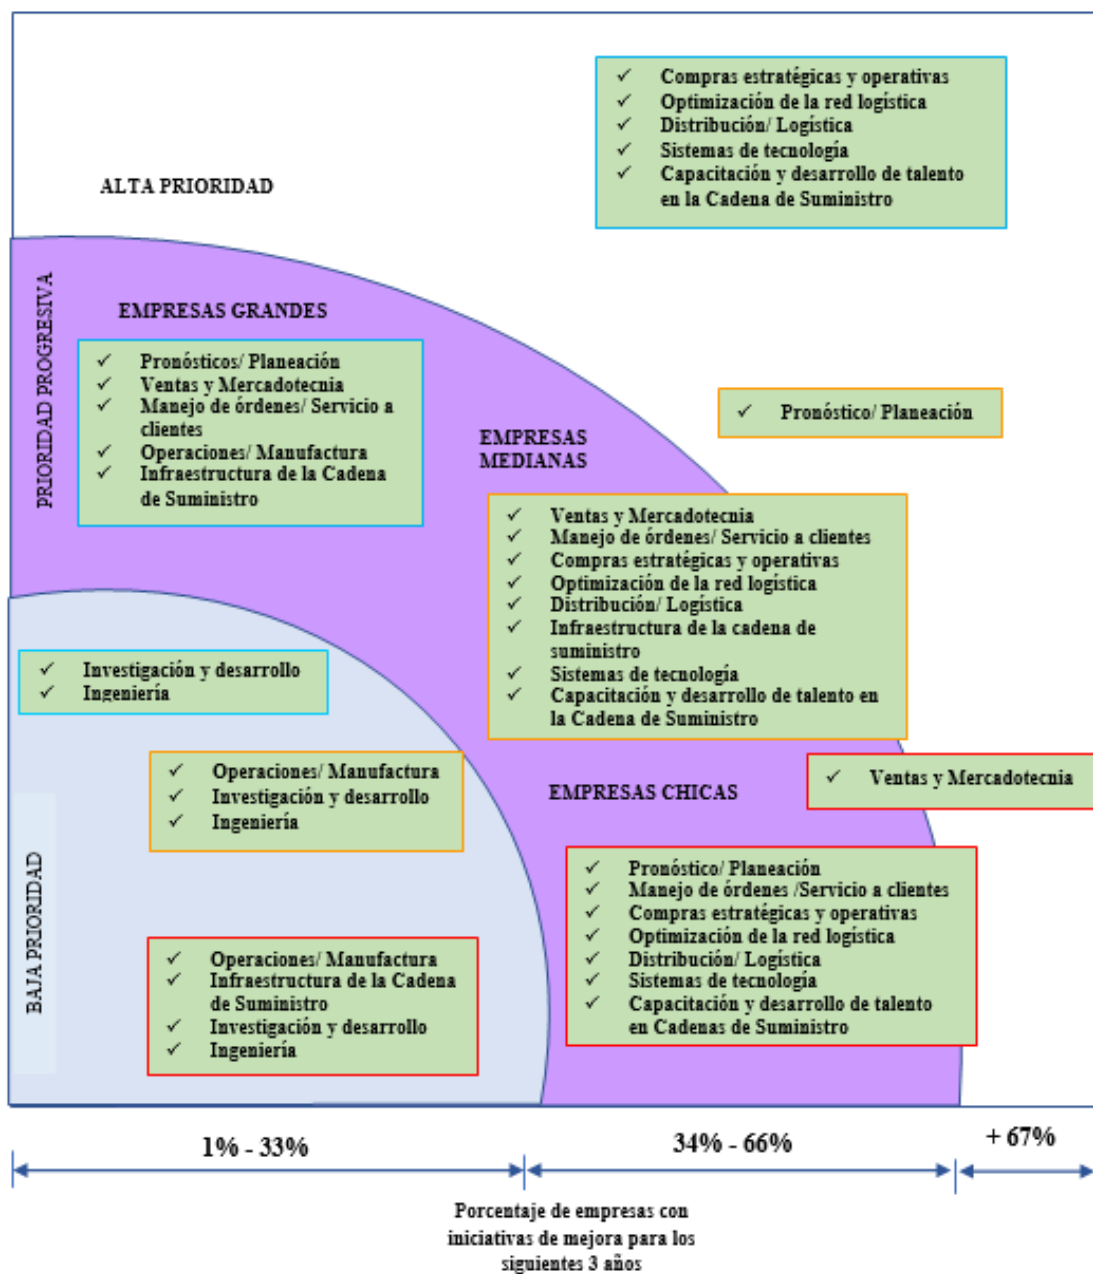 ✓ Compras estratégicas y operativas
✓ Optimización de la red logística
✓ Distribución/ Logística
✓ Sistemas de tecnología
✓ Capacitación y desarrollo de talento
en la Cadena de Suministro
ALTA PRIORIDAD
PRIORIDAD PROGRESIVA
EMPRESAS GRANDES
✓ Pronósticos/ Planeación
✓ Ventas y Mercadotecnia
✓ Manejo de órdenes/ Servicio a
clientes
✓ Operaciones/ Manufactura
✓ Infraestructura de la Cadena
de Suministro
✓ Pronóstico/ Planeación
EMPRESAS
MEDIANAS
✓ Ventas y Mercadotecnia
✓ Manejo de órdenes/ Servicio a clientes
✓ Compras estratégicas y operativas
✓ Optimización de la red logística
✓ Distribución/ Logística
✓ Infraestructura de la cadena de
suministro
✓ Sistemas de tecnología
✓ Capacitación y desarrollo de talento en
la Cadena de Suministro
✓ Investigación y desarrollo
✓ Ingeniería
✓ Operaciones/ Manufactura
✓ Investigación y desarrollo
✓ Ingeniería
✓ Ventas y Mercadotecnia
EMPRESAS CHICAS
✓ Pronóstico/ Planeación
✓ Manejo de órdenes /Servicio a clientes
✓ Compras estratégicas y operativas
✓ Optimización de la red logística
✓ Distribución/ Logística
✓ Sistemas de tecnología
✓ Capacitación y desarrollo de talento
en Cadenas de Suministro
BAJA PRIORIDAD
✓ Operaciones/ Manufactura
✓ Infraestructura de la Cadena
de Suministro
✓ Investigación y desarrollo
✓ Ingeniería
1% - 33%
34% - 66%
+ 67%
Porcentaje de empresas con
iniciativas de mejora para los
siguientes 3 años